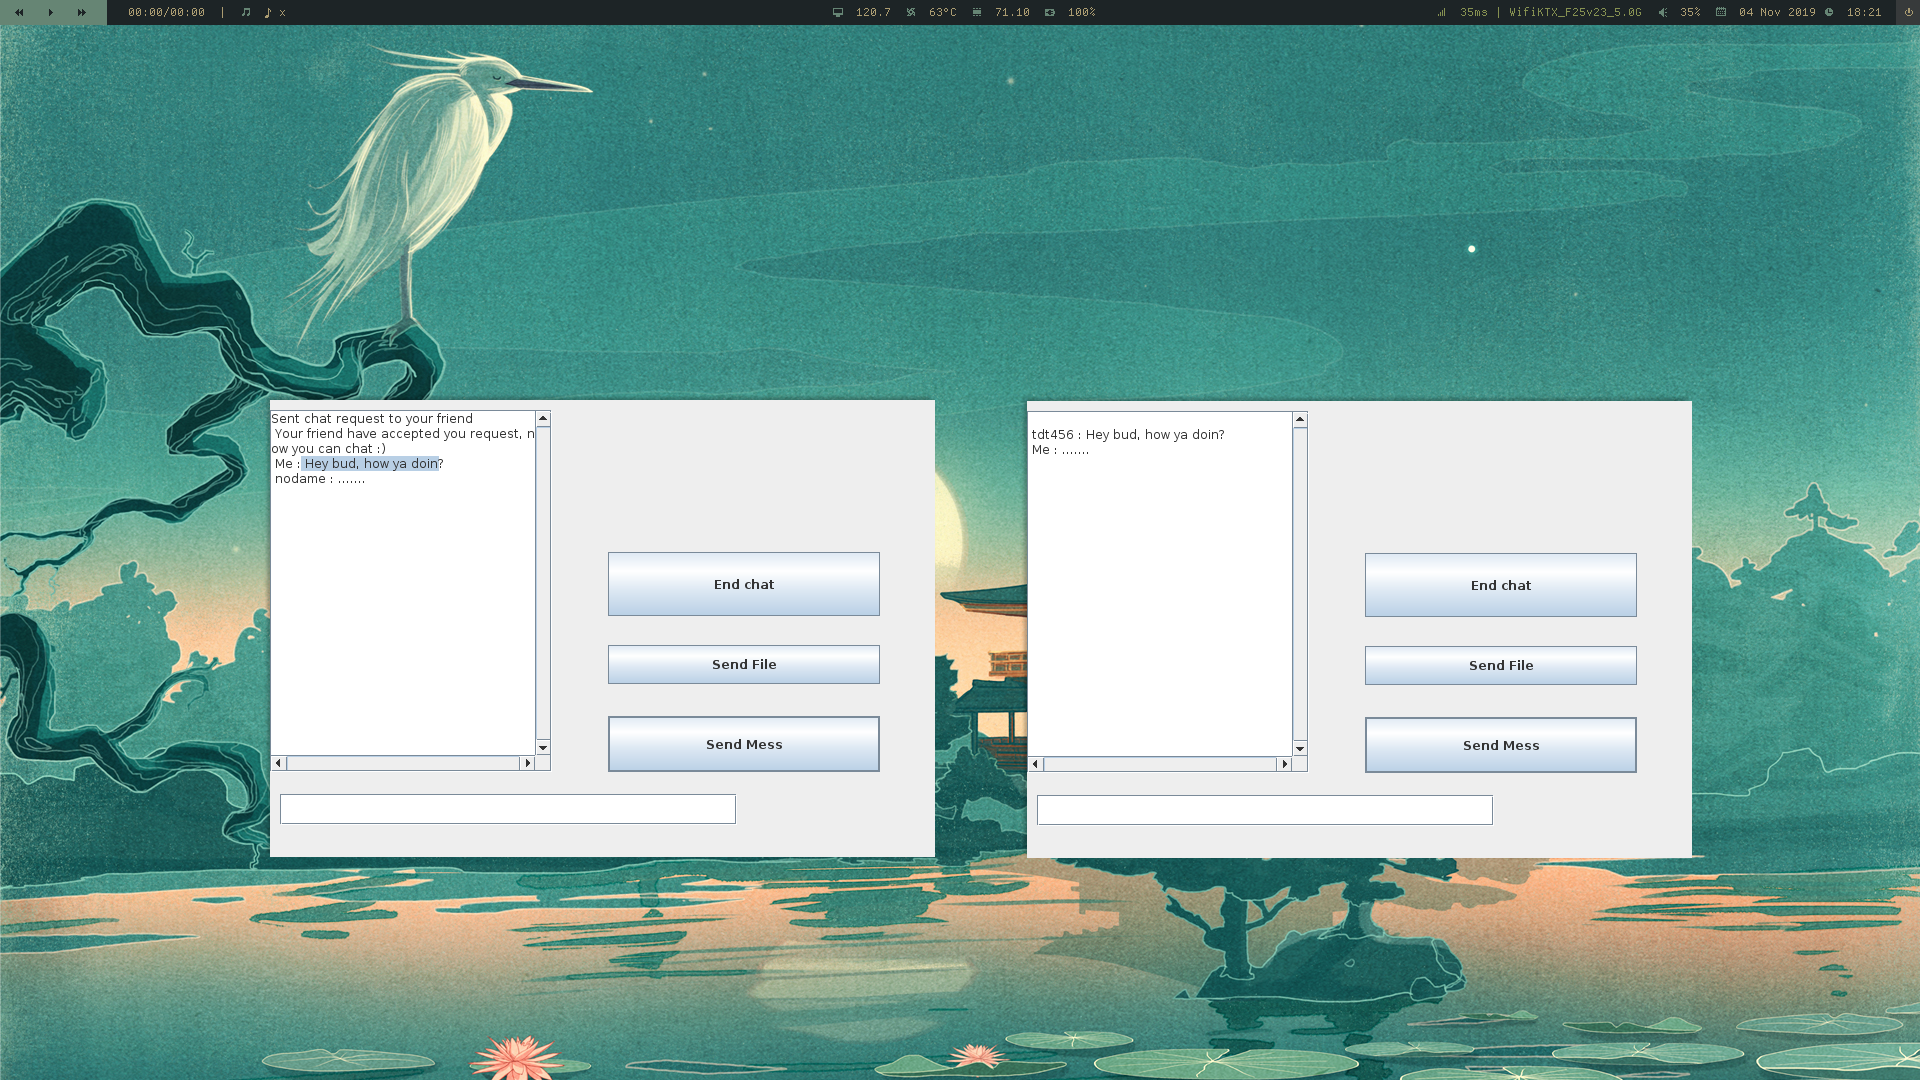 00:00/00:00 | x
120.7 63°C 71.10 100%
35ms | WifiKTX_F25v23_5.0G 35% 04 Nov 2019 18:21
Sent chat request to your friend
Your friend have accepted you request, n
ow you can chat :)
Me : Hey bud, how ya doin?
nodame : .......
End chat
Send File
Send Mess
tdt456 : Hey bud, how ya doin?
Me : .......
End chat
Send File
Send Mess